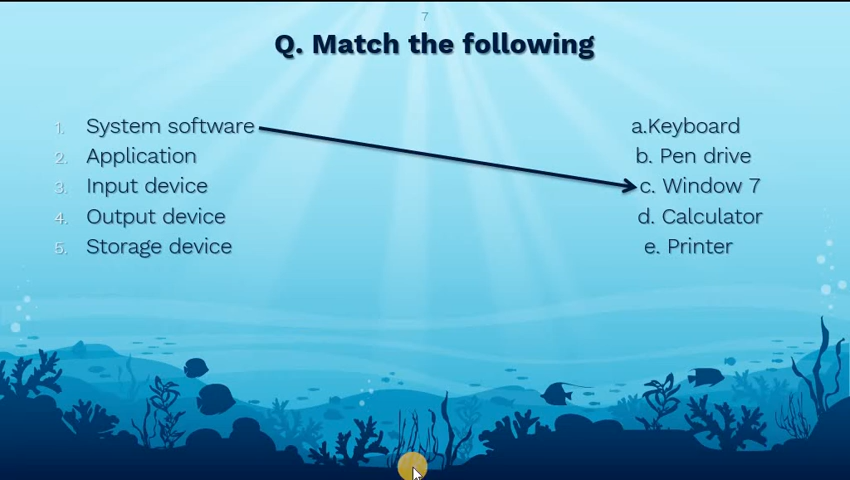 7
Q. Match the following
1. System software
a.Keyboard
2. Application
b. Pen drive
3. Input device
c. Window 7
4. Output device
d. Calculator
5. Storage device
e. Printer